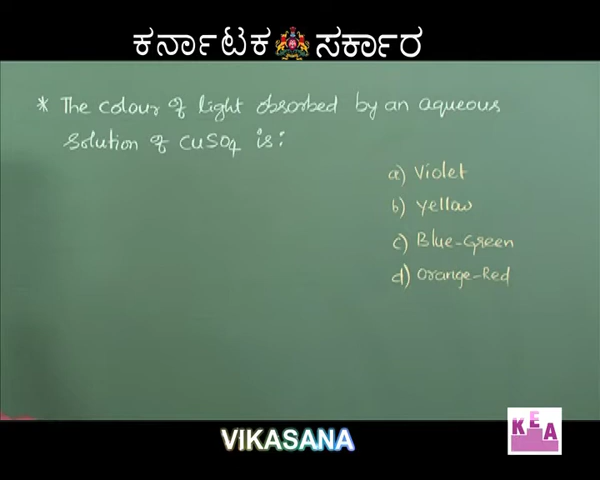 ಕರ್ನಾಟಕ ಸರ್ಕಾರ
* The colour of light absorbed by an aqueous
solution of CuSO4 is:
a) Violet
b) Yellow
c) Blue-Green
d) Orange-Red
KEA
VIKASANA